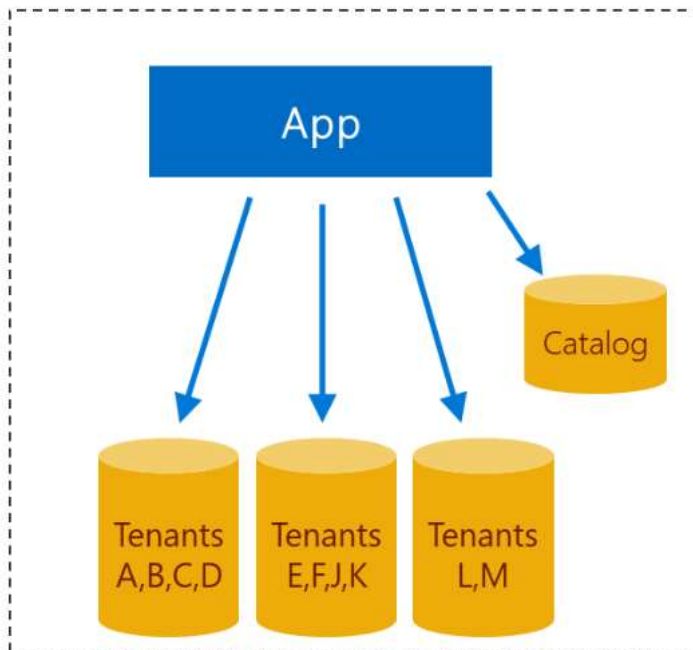 App
Catalog
Tenants
A,B,C,D
Tenants
E,F,J,K
Tenants
L,M